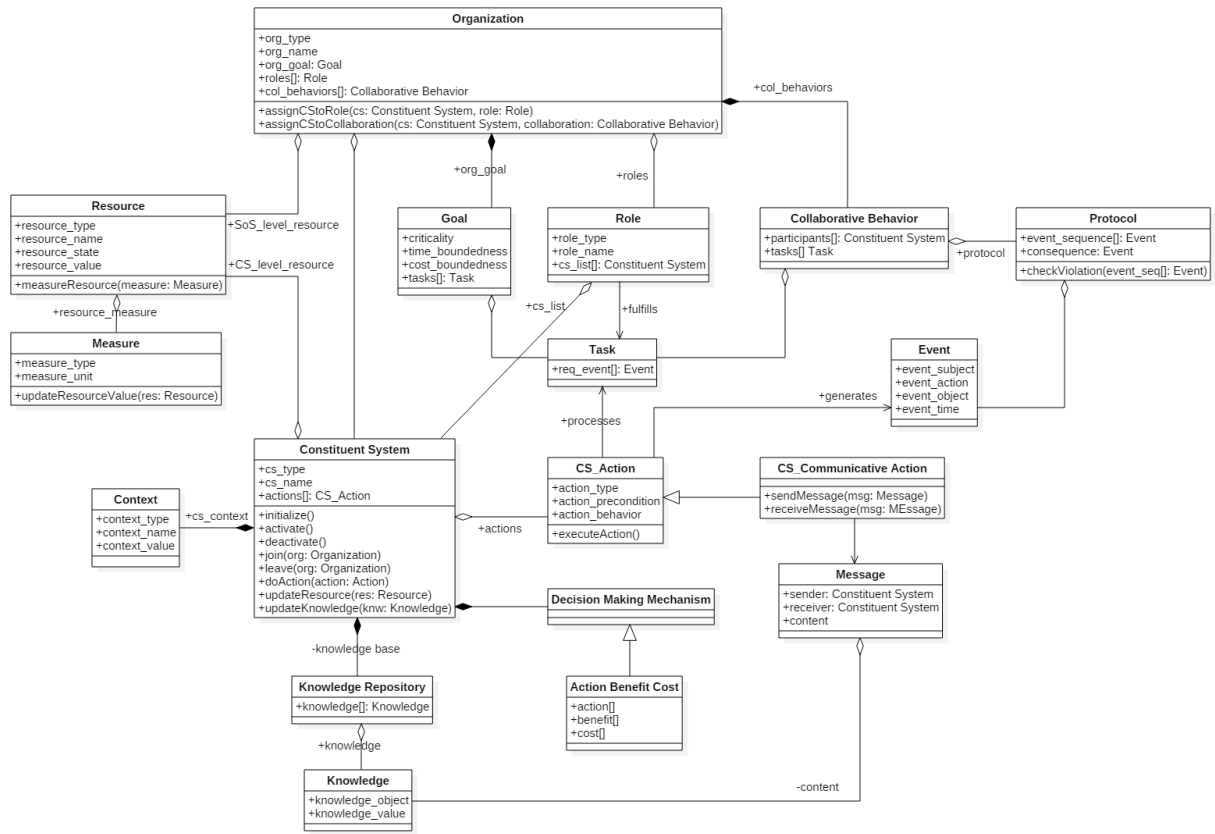 Organization
+org_type
+org_name
+org_goal: Goal
+roles[]: Role
+col_behaviors[]: Collaborative Behavior
+assignCStoRole(cs: Constituent System, role: Role)
+assignCStoCollaboration(cs: Constituent System, collaboration: Collaborative Behavior)
+col_behaviors
+org_goal
+roles
Resource
+resource_type
+resource_name
+resource_state
+resource_value
+measureResource(measure: Measure)
+SoS_level_resource
+CS_level_resource
+resource_measure
Goal
+criticality
+time_boundedness
+cost_boundedness
+tasks[]: Task
Role
+role_type
+role_name
+cs_list[]: Constituent System
+cs_list
+fulfills
Collaborative Behavior
+participants[]: Constituent System
+tasks[] Task
+protocol
Protocol
+event_sequence[]: Event
+consequence: Event
+checkViolation(event_seq[]: Event)
Measure
+measure_type
+measure_unit
+updateResourceValue(res: Resource)
Task
+req_event[]: Event
Event
+event_subject
+event_action
+event_object
+event_time
+generates
+processes
Constituent System
+cs_type
+cs_name
+actions[]: CS_Action
+initialize()
+activate()
+deactivate()
+join(org: Organization)
+leave(org: Organization)
+doAction(action: Action)
+updateResource(res: Resource)
+updateKnowledge(knw: Knowledge)
Context
+context_type
+context_name
+context_value
+cs_context
+actions
CS_Action
+action_type
+action_precondition
+action_behavior
+executeAction()
CS_Communicative Action
+sendMessage(msg: Message)
+receiveMessage(msg: MEssage)
Message
+sender: Constituent System
+receiver: Constituent System
+content
Decision Making Mechanism
-knowledge base
Knowledge Repository
+knowledge[]: Knowledge
+knowledge
Action Benefit Cost
+action[]
+benefit[]
+cost[]
Knowledge
+knowledge_object
+knowledge_value
-content